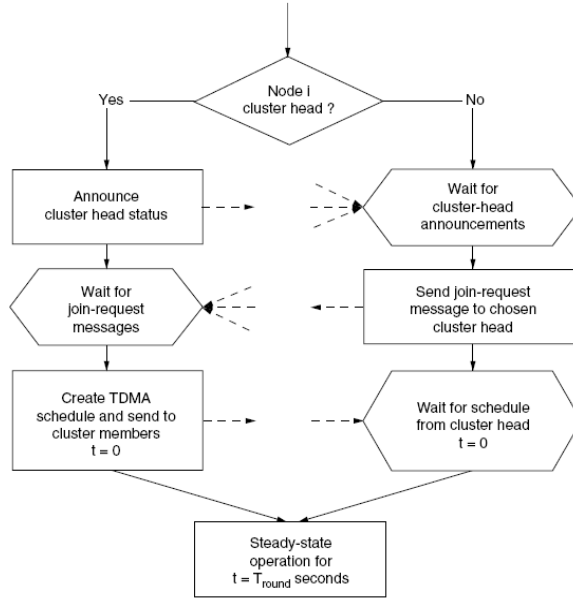 Node i
cluster head ?
Yes
No
Announce
cluster head status
Wait for
cluster-head
announcements
Wait for
join-request
messages
Send join-request
message to chosen
cluster head
Create TDMA
schedule and send to
cluster members
t = 0
Wait for schedule
from cluster head
t = 0
Steady-state
operation for
t = Tround seconds